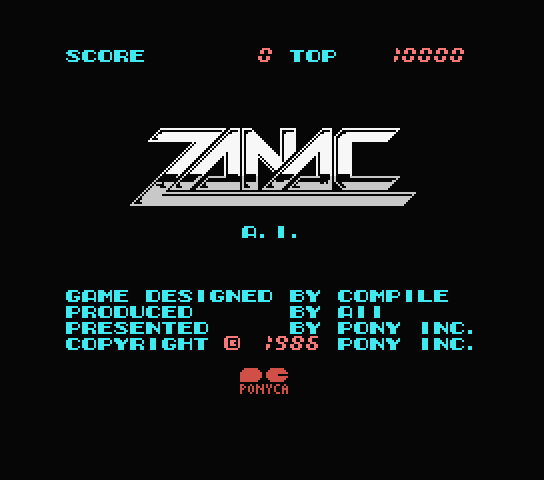 SCORE 0 TOP 10000
ZANAC
A.I.
GAME DESIGNED BY COMPILE
PRODUCED BY AII
PRESENTED BY PONY INC.
COPYRIGHT © 1986 PONY INC.
PONYCA